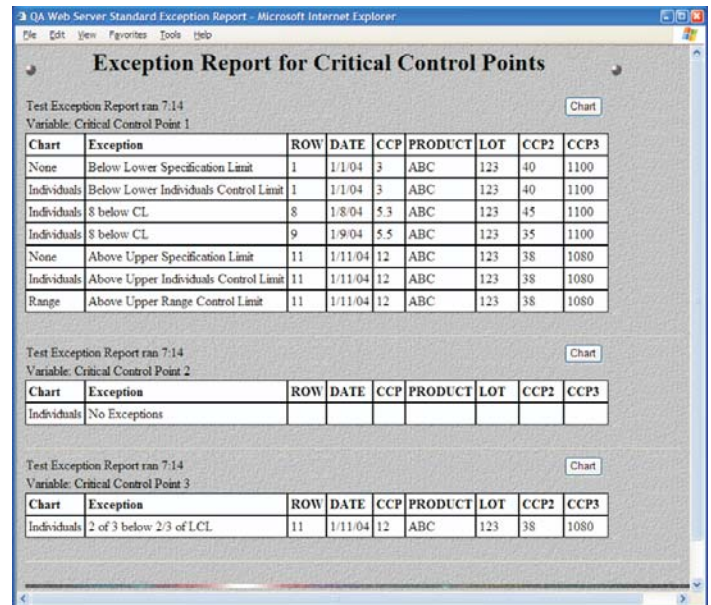 QA Web Server Standard Exception Report - Microsoft Internet Explorer
File Edit View Favorites Tools Help
Exception Report for Critical Control Points
Test Exception Report ran 7:14 Chart
Variable: Critical Control Point 1
Chart Exception ROW DATE CCP PRODUCT LOT CCP2 CCP3
None Below Lower Specification Limit 1 1/1/04 3 ABC 123 40 1100
Individuals Below Lower Individuals Control Limit 1 1/1/04 3 ABC 123 40 1100
Individuals 8 below CL 8 1/8/04 5.3 ABC 123 45 1100
Individuals 8 below CL 9 1/9/04 5.5 ABC 123 35 1100
None Above Upper Specification Limit 11 1/11/04 12 ABC 123 38 1080
Individuals Above Upper Individuals Control Limit 11 1/11/04 12 ABC 123 38 1080
Range Above Upper Range Control Limit 11 1/11/04 12 ABC 123 38 1080
Test Exception Report ran 7:14 Chart
Variable: Critical Control Point 2
Chart Exception ROW DATE CCP PRODUCT LOT CCP2 CCP3
Individuals No Exceptions
Test Exception Report ran 7:14 Chart
Variable: Critical Control Point 3
Chart Exception ROW DATE CCP PRODUCT LOT CCP2 CCP3
Individuals 2 of 3 below 2/3 of LCL 11 1/11/04 12 ABC 123 38 1080